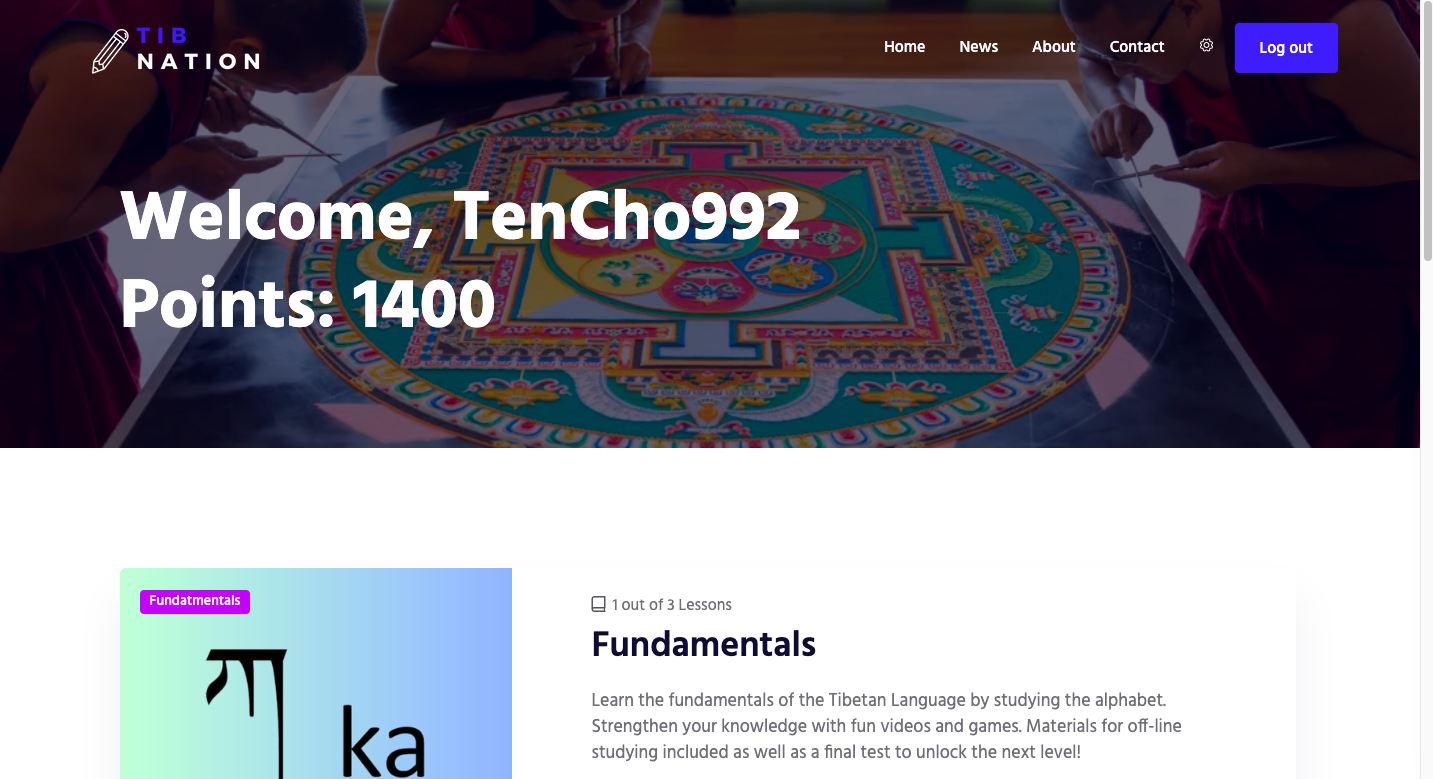 TIB
NATION
Home News About Contact Log out
Welcome, TenCho992
Points: 1400
Fundatmentals
ཀ
ka
1 out of 3 Lessons
Fundamentals
Learn the fundamentals of the Tibetan Language by studying the alphabet.
Strengthen your knowledge with fun videos and games. Materials for off-line
studying included as well as a final test to unlock the next level!